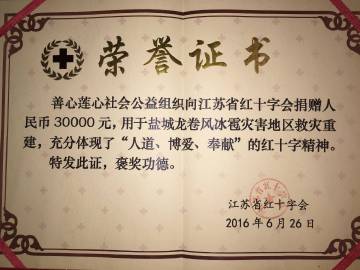 荣誉证书
善心莲心社会公益组织向江苏省红十字会捐赠人
民币 30000 元，用于盐城龙卷风冰雹灾害地区救灾重
建，充分体现了“人道、博爱、奉献”的红十字精神。
特发此证，褒奖功德。
江苏省红十字会
2016 年 6 月 26 日